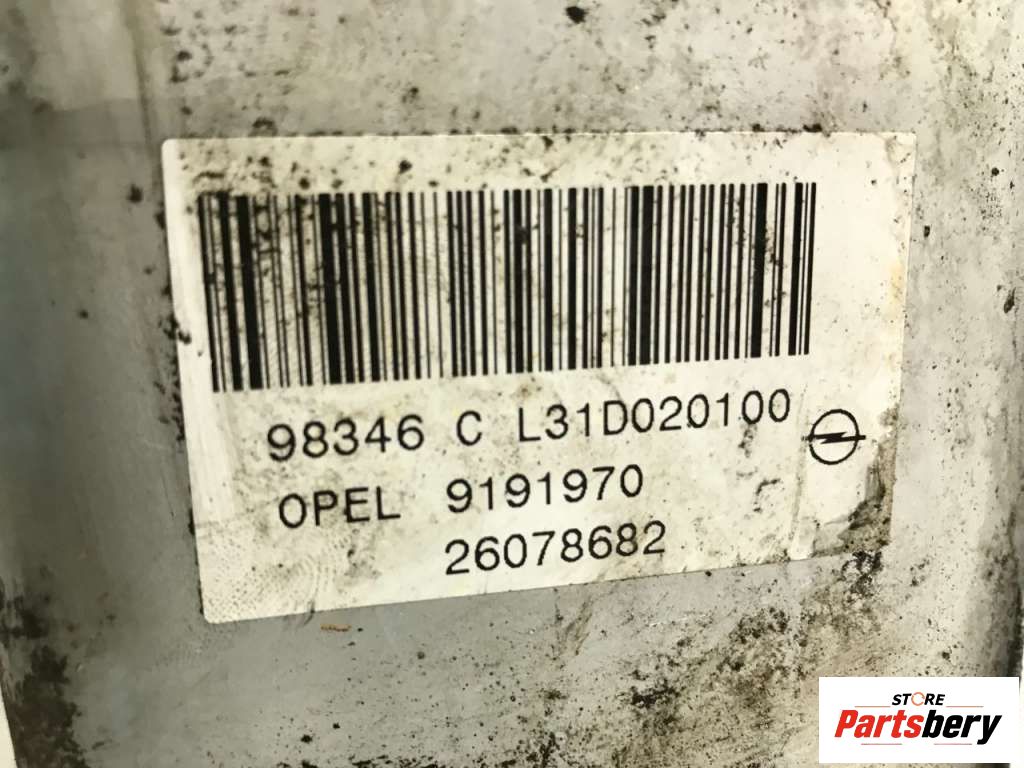 98346 C L31D020100
OPEL 9191970
26078682
STORE
Partsbery